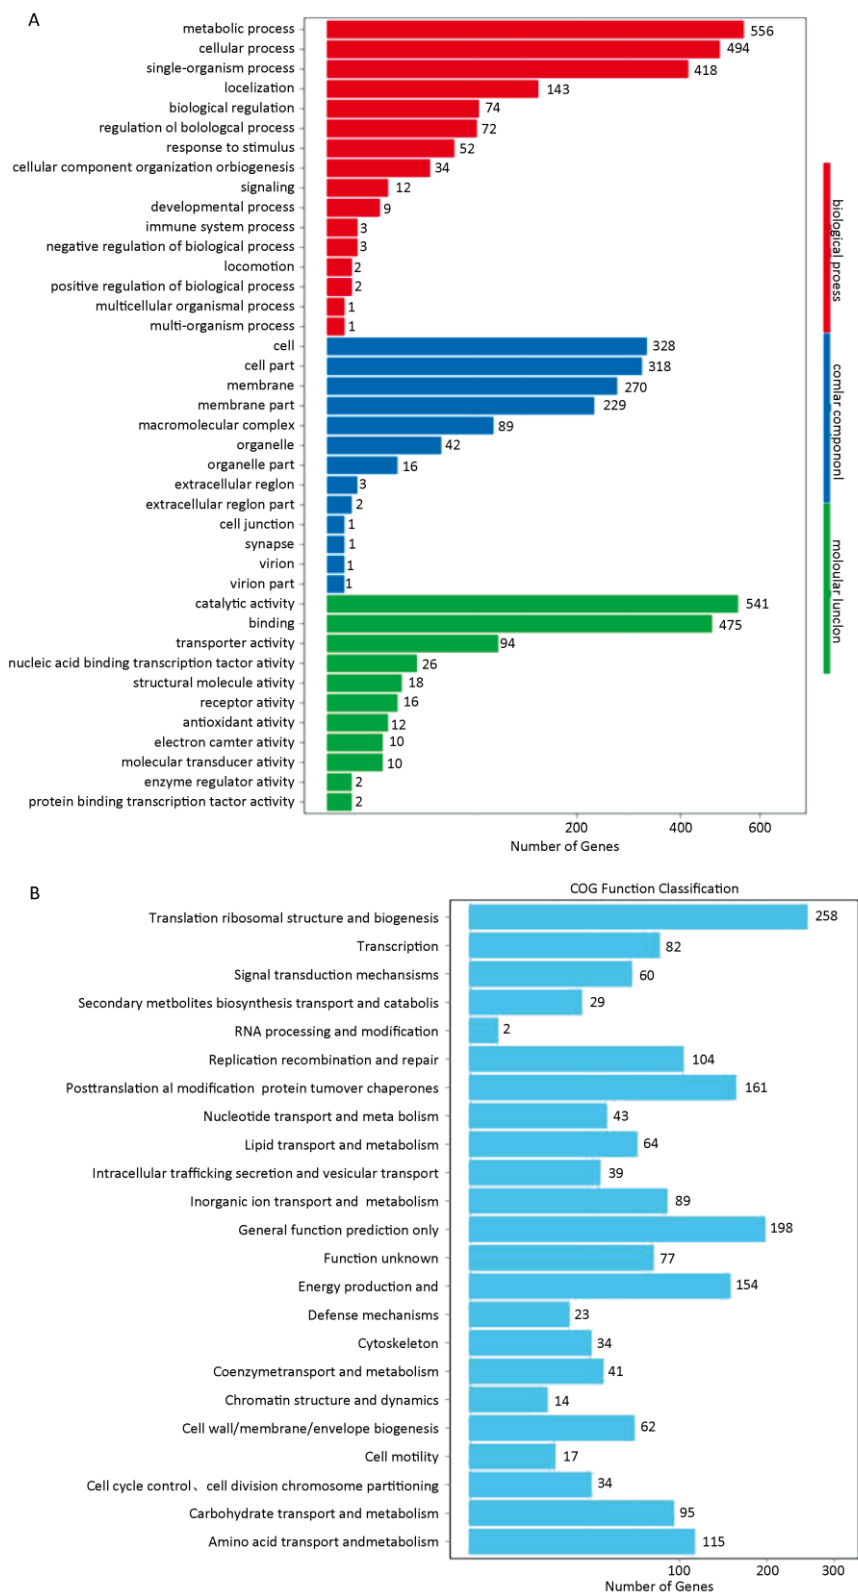 A
metabolic process 556
cellular process 494
single-organism process 418
locelization 143
biological regulation 74
regulation ol bolologcal process 72
response to stimulus 52
cellular component organization orbiogenesis 34
signaling 12
developmental process 9
immune system process 3
negative regulation of biological process 3
locomotion 2
positive regulation of biological process 2
multicellular organismal process 1
multi-organism process 1
cell 328
cell part 318
membrane 270
membrane part 229
macromolecular complex 89
organelle 42
organelle part 16
extracellular reglon 3
extracellular reglon part 2
cell junction 1
synapse 1
virion 1
virion part 1
catalytic activity 541
binding 475
transporter activity 94
nucleic acid binding transcription tactor ativity 26
structural molecule ativity 18
receptor ativity 16
antioxidant ativity 12
electron camter ativity 10
molecular transducer ativity 10
enzyme regulator ativity 2
protein binding transcription tactor activity 2
200 400 600
Number of Genes
biological proess
comlar compononl
moloular lunclon
B
COG Function Classification
Translation ribosomal structure and biogenesis 258
Transcription 82
Signal transduction mechansisms 60
Secondary metbolites biosynthesis transport and catabolis 29
RNA processing and modification 2
Replication recombination and repair 104
Posttranslation al modification protein tumover chaperones 161
Nucleotide transport and meta bolism 43
Lipid transport and metabolism 64
Intracellular trafficking secretion and vesicular transport 39
Inorganic ion transport and metabolism 89
General function prediction only 198
Function unknown 77
Energy production and 154
Defense mechanisms 23
Cytoskeleton 34
Coenzymetransport and metabolism 41
Chromatin structure and dynamics 14
Cell wall/membrane/envelope biogenesis 62
Cell motility 17
Cell cycle control、cell division chromosome partitioning 34
Carbohydrate transport and metabolism 95
Amino acid transport andmetabolism 115
100 200 300
Number of Genes